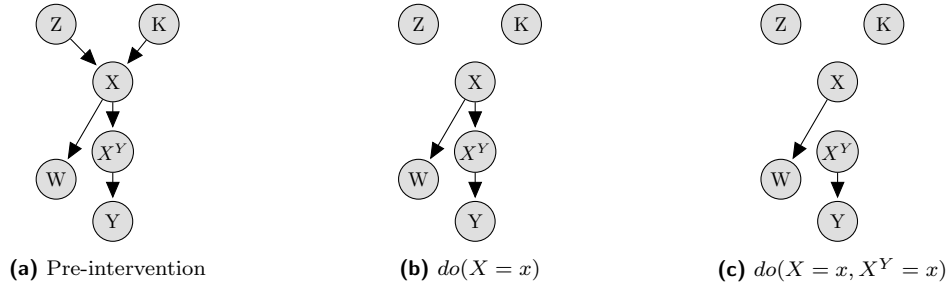 Z K Z K Z K
X X X
X^Y X^Y X^Y
W W W
Y Y Y
(a) Pre-intervention (b) do(X = x) (c) do(X = x, X^Y = x)